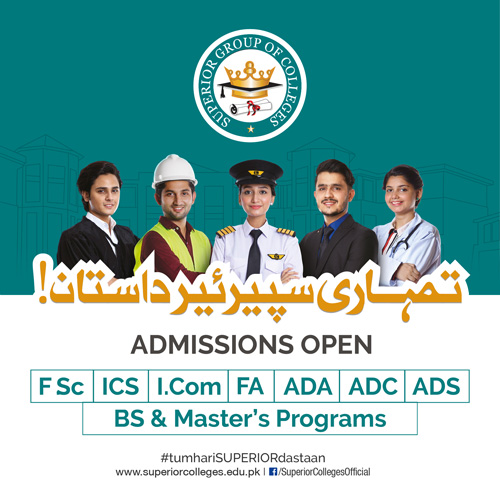 SUPERIOR GROUP OF COLLEGES
تمہاری سپیرئیر داستان!
ADMISSIONS OPEN
F Sc ICS I.Com FA ADA ADC ADS
BS & Master's Programs
#tumhariSUPERIORdastaan
www.superiorcolleges.edu.pk | f/SuperiorCollegesOfficial